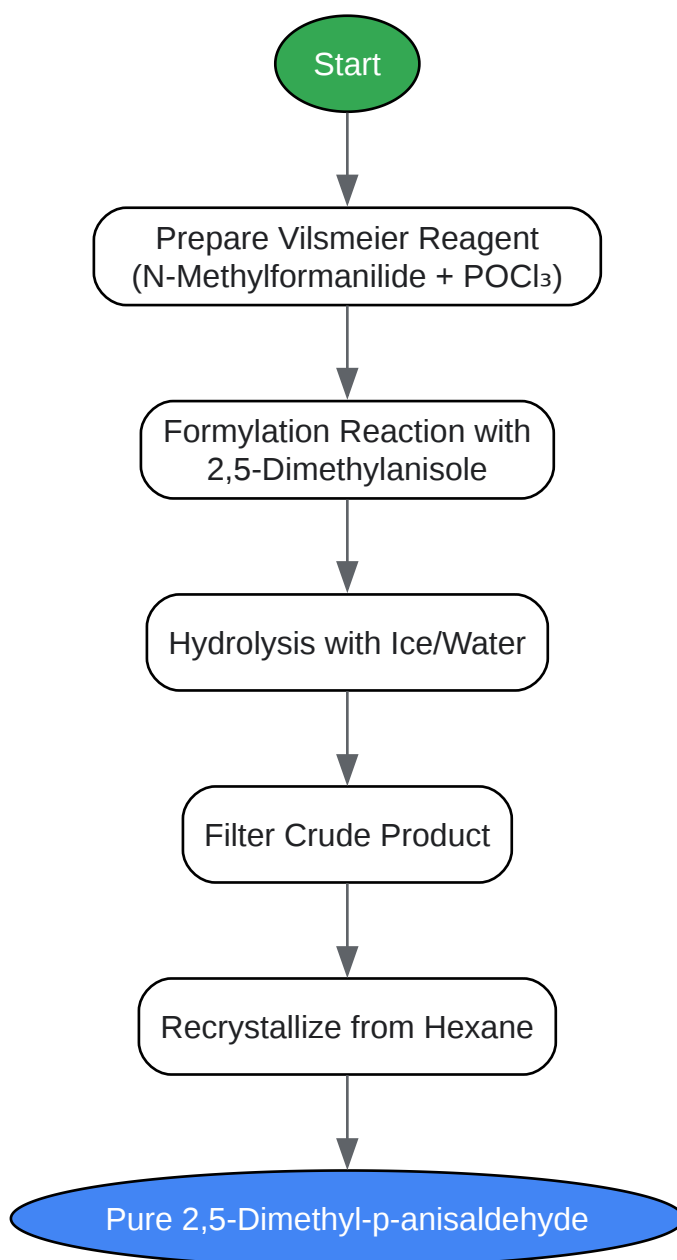 Start
Prepare Vilsmeier Reagent
(N-Methylformanilide + POCl₃)
Formylation Reaction with
2,5-Dimethylanisole
Hydrolysis with Ice/Water
Filter Crude Product
Recrystallize from Hexane
Pure 2,5-Dimethyl-p-anisaldehyde